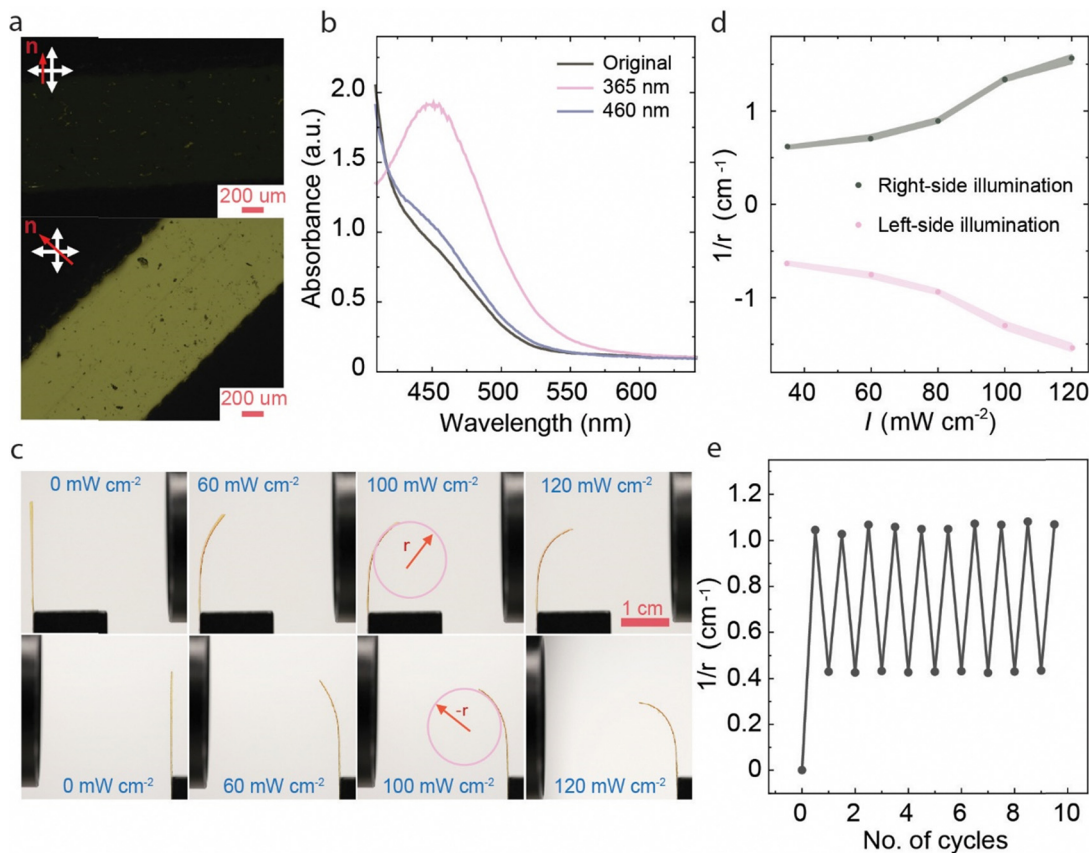 a
n
200 um
n
200 um
b
Original
365 nm
460 nm
2.0
1.5
1.0
0.5
0
Absorbance (a.u.)
450 500 550 600
Wavelength (nm)
d
1
0
-1
1/r (cm⁻¹)
Right-side illumination
Left-side illumination
40 60 80 100 120
I (mW cm⁻²)
c
0 mW cm⁻² 60 mW cm⁻² 100 mW cm⁻² 120 mW cm⁻²
r
1 cm
-r
0 mW cm⁻² 60 mW cm⁻² 100 mW cm⁻² 120 mW cm⁻²
e
1.2
1.0
0.8
0.6
0.4
0.2
0
1/r (cm⁻¹)
0 2 4 6 8 10
No. of cycles